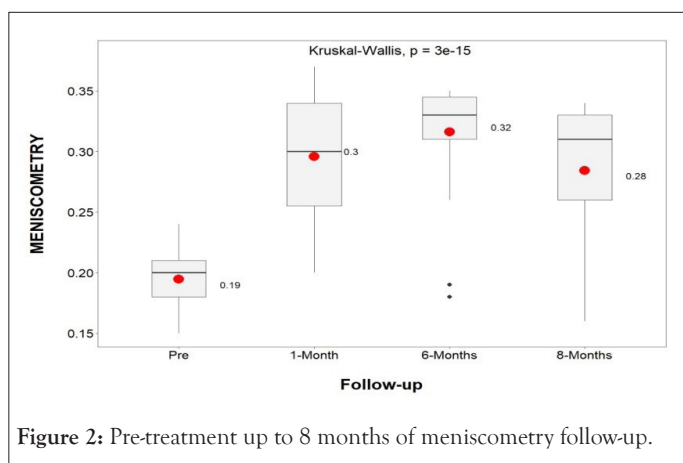 Kruskal-Wallis, p = 3e-15
MENISCOMETRY
0.35
0.30
0.25
0.20
0.15
0.19
0.3
0.32
0.28
Pre 1-Month 6-Months 8-Months
Follow-up
Figure 2: Pre-treatment up to 8 months of meniscometry follow-up.